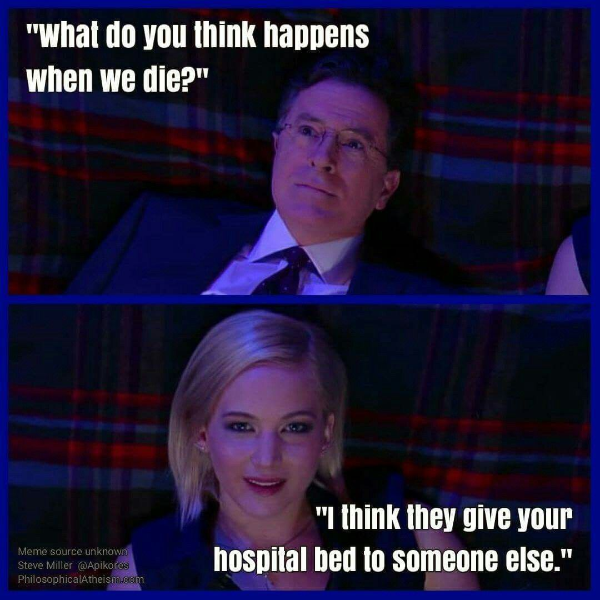 "What do you think happens
when we die?"
"I think they give your
hospital bed to someone else."
Meme source unknown
Steve Miller @Apikores
PhilosophicalAtheism.com